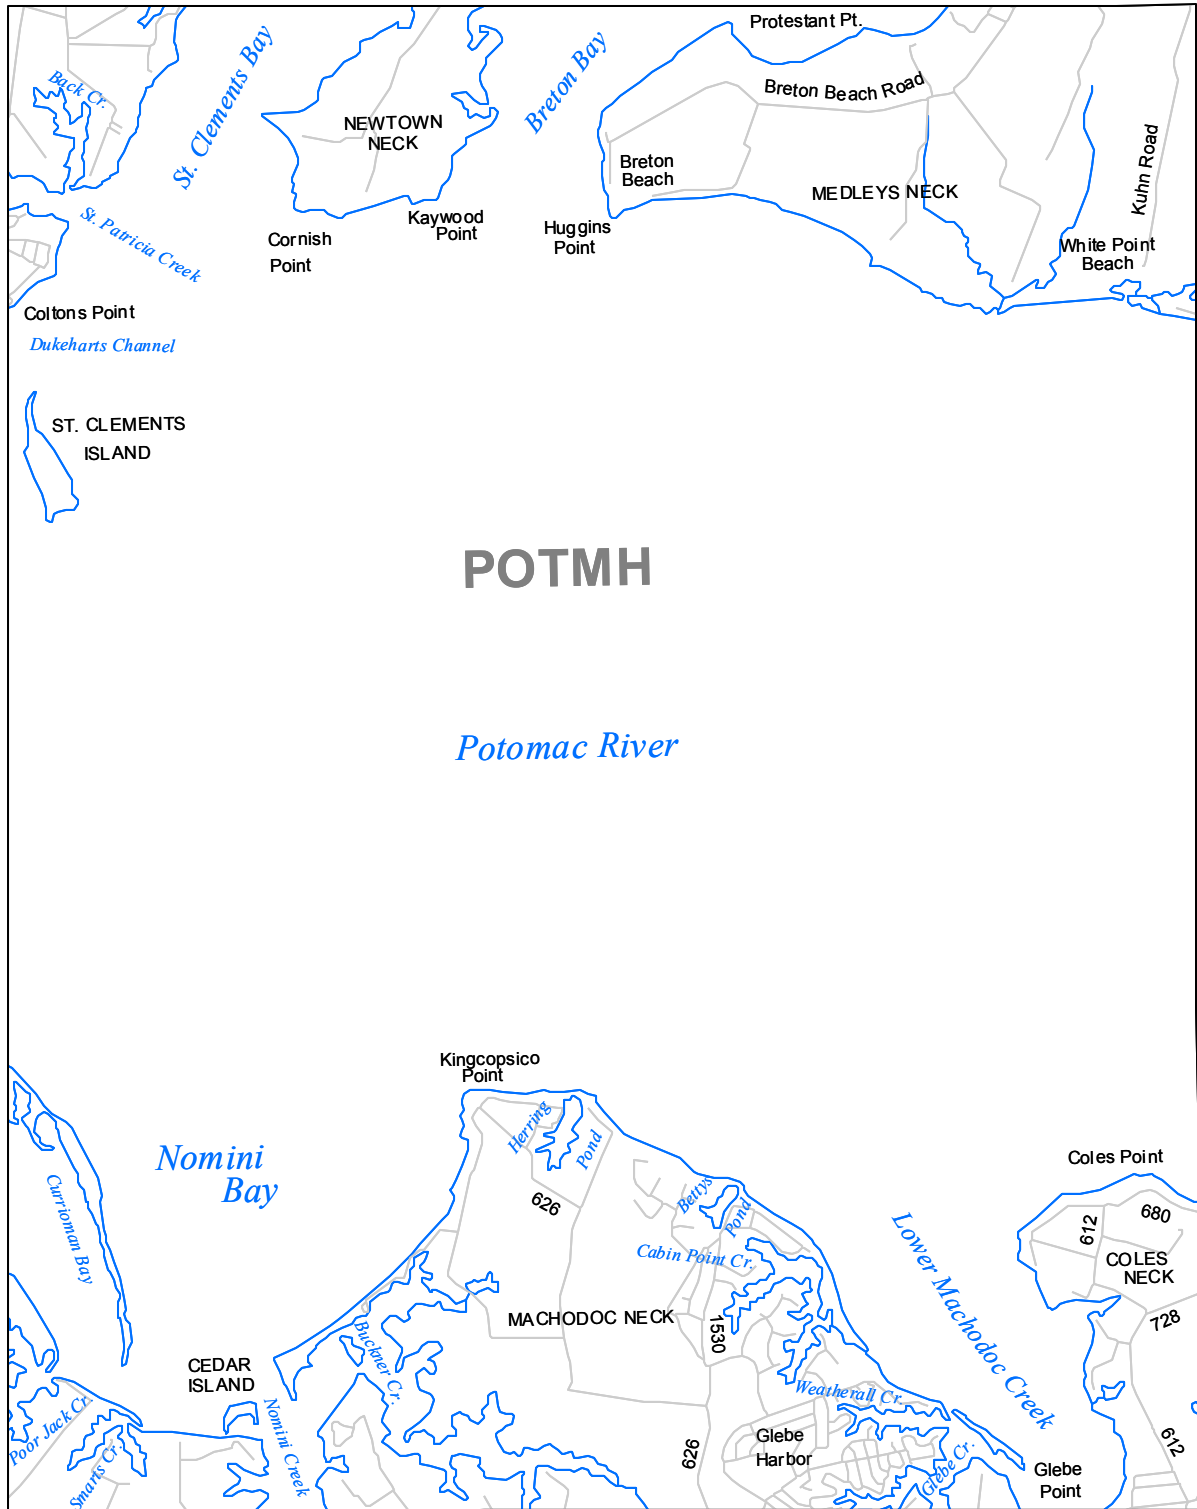 Protestant Pt.
St. Clements Bay
Breton Bay
Back Cr.
Breton Beach Road
NEWTOWN
NECK
Kuhn Road
Breton
Beach
MEDLEYS NECK
St. Patricia Creek
Kaywood
Point
Huggins
Point
Cornish
Point
White Point
Beach
Coltons Point
Dukeharts Channel
ST. CLEMENTS
ISLAND
POTMH
Potomac River
Kingcopsico
Point
Herring
Pond
Nomini
Bay
Coles Point
Currioman Bay
626
Bettys
Pond
612
680
Lower Machodoc Creek
Cabin Point Cr.
COLES
NECK
MACHODOC NECK
1530
728
Buckner Cr.
CEDAR
ISLAND
Weatherall Cr.
Nomini Creek
Poor Jack Cr.
Smarts Cr.
Glebe
Harbor
626
Glebe Cr.
612
Glebe
Point